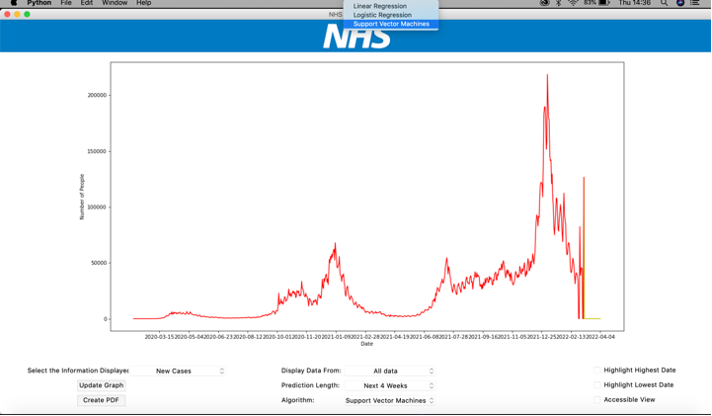 Python File Edit Window Help
Linear Regression
Logistic Regression
Support Vector Machines
83% Thu 14:36
NHS
NHS
200000
150000
100000
50000
0
Number of People
2020-03-15 2020-05-04 2020-06-23 2020-08-12 2020-10-01 2020-11-20 2021-01-09 2021-02-28 2021-04-19 2021-06-08 2021-07-28 2021-09-16 2021-11-05 2021-12-25 2022-02-13 2022-04-04
Date
Select the Information Displayed New Cases
Display Data From: All data
Highlight Highest Date
Update Graph
Prediction Length: Next 4 Weeks
Highlight Lowest Date
Create PDF
Algorithm: Support Vector Machines
Accessible View